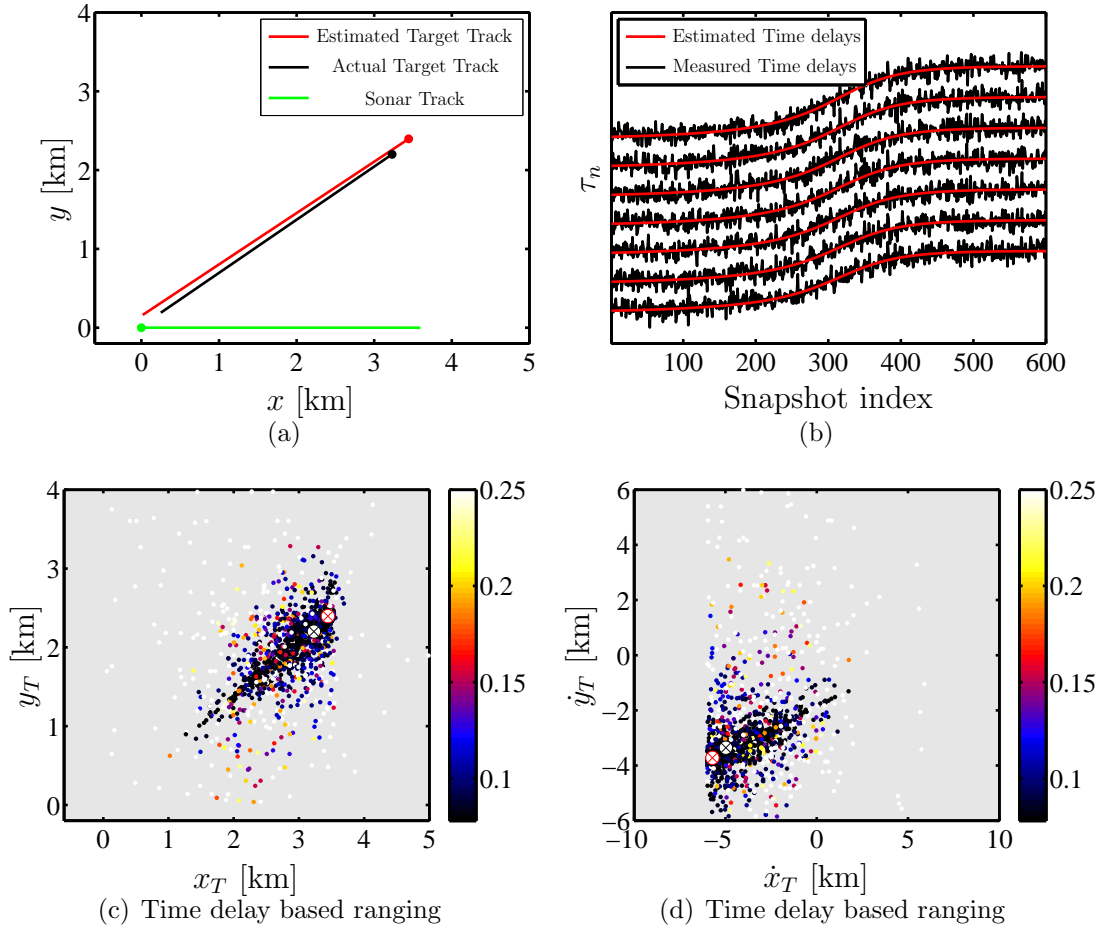 4
3
2
1
0
y [km]
Estimated Target Track
Actual Target Track
Sonar Track
0 1 2 3 4 5
x [km]
(a)
τn
Estimated Time delays
Measured Time delays
100 200 300 400 500 600
Snapshot index
(b)
4
3
2
1
0
yT [km]
0 1 2 3 4 5
xT [km]
0.25
0.2
0.15
0.1
(c) Time delay based ranging
6
4
2
0
−2
−4
−6
ẏT [km]
−10 −5 0 5 10
ẋT [km]
0.25
0.2
0.15
0.1
(d) Time delay based ranging